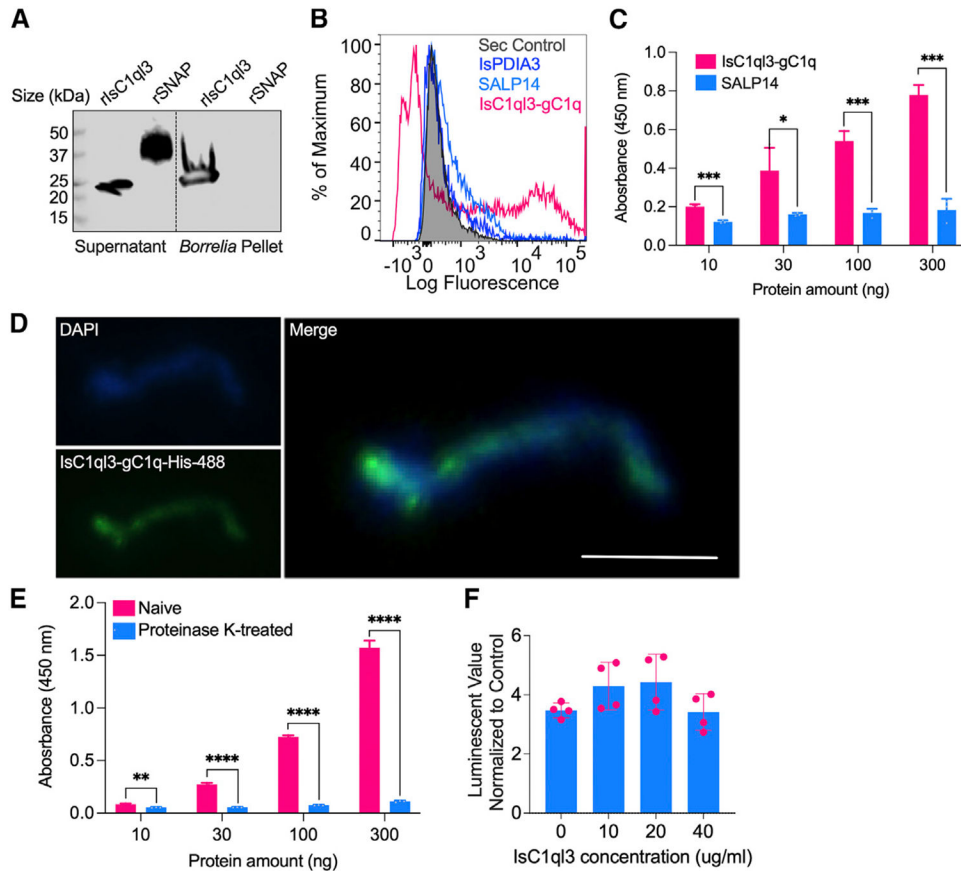 A
Size (kDa)
rIsC1ql3
rSNAP
rIsC1ql3
rSNAP
50
37
25
20
15
Supernatant
Borrelia Pellet
B
% of Maximum
100
80
60
40
20
0
Sec Control
IsPDIA3
SALP14
IsC1ql3-gC1q
-10³ 0 10³ 10⁴ 10⁵
Log Fluorescence
C
Abosrbance (450 nm)
1.0
0.8
0.6
0.4
0.2
0.0
IsC1ql3-gC1q
SALP14
***
*
***
***
10 30 100 300
Protein amount (ng)
D
DAPI
IsC1ql3-gC1q-His-488
Merge
E
Abosrbance (450 nm)
2.0
1.5
1.0
0.5
0.0
Naive
Proteinase K-treated
**
****
****
****
10 30 100 300
Protein amount (ng)
F
Luminescent Value
Normalized to Control
6
4
2
0
0 10 20 40
IsC1ql3 concentration (ug/ml)